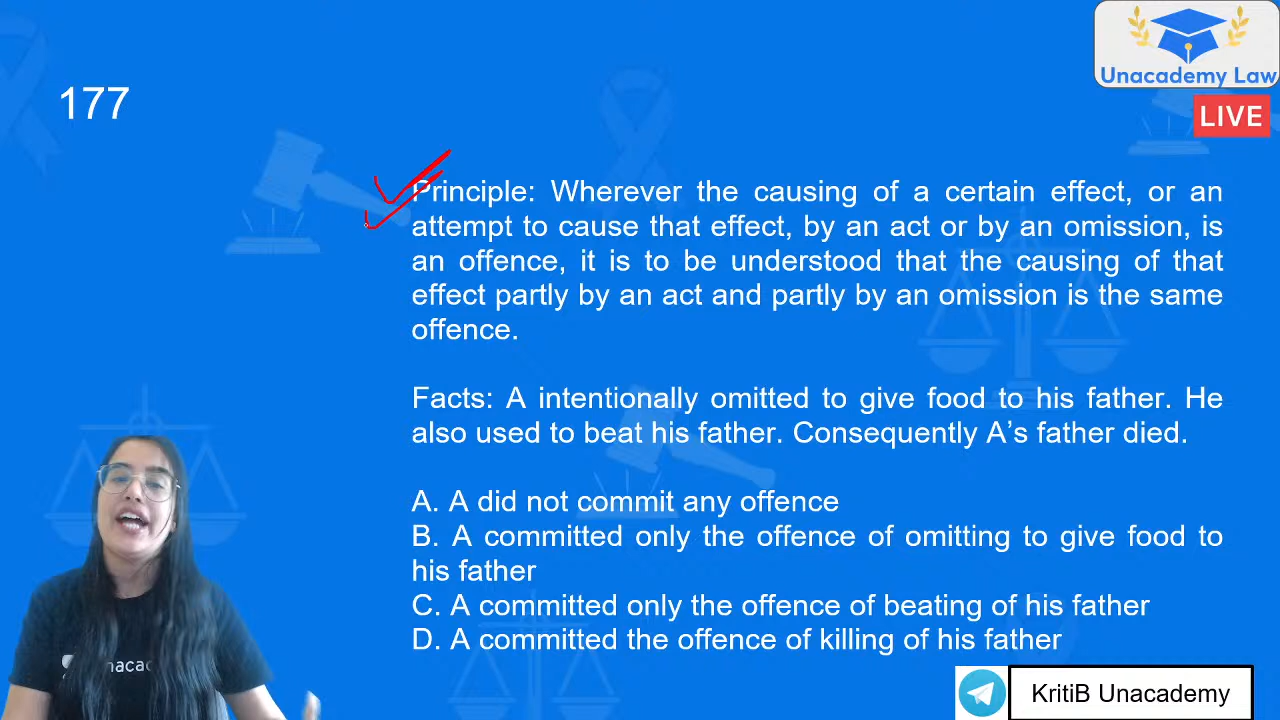 Unacademy Law
LIVE
177
Principle: Wherever the causing of a certain effect, or an
attempt to cause that effect, by an act or by an omission, is
an offence, it is to be understood that the causing of that
effect partly by an act and partly by an omission is the same
offence.
Facts: A intentionally omitted to give food to his father. He
also used to beat his father. Consequently A's father died.
A. A did not commit any offence
B. A committed only the offence of omitting to give food to
his father
C. A committed only the offence of beating of his father
D. A committed the offence of killing of his father
KritiB Unacademy